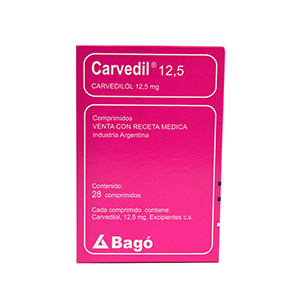 Carvedil® 12,5
CARVEDILOL 12,5 mg
Comprimidos
VENTA CON RECETA MEDICA
Industria Argentina
Contenido:
28 comprimidos
Cada comprimido contiene:
Carvedilol, 12,5 mg. Excipientes c.s.
Bagó